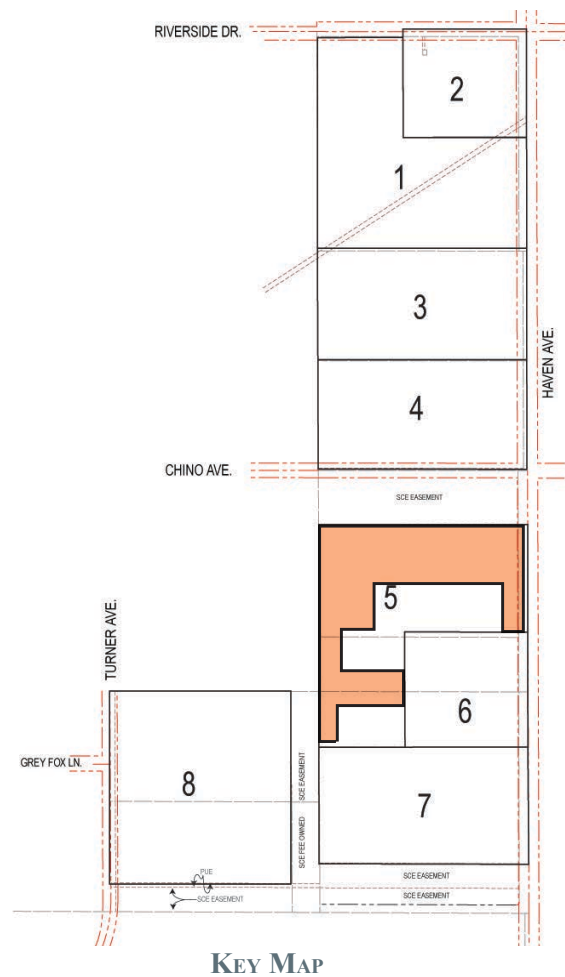 RIVERSIDE DR.
2
1
3
HAVEN AVE.
4
CHINO AVE.
SCE EASEMENT
5
TURNER AVE.
6
GREY FOX LN.
8
SCE EASEMENT
SCE FEE OWNED
7
PUE
SCE EASEMENT
SCE EASEMENT
SCE EASEMENT
KEY MAP